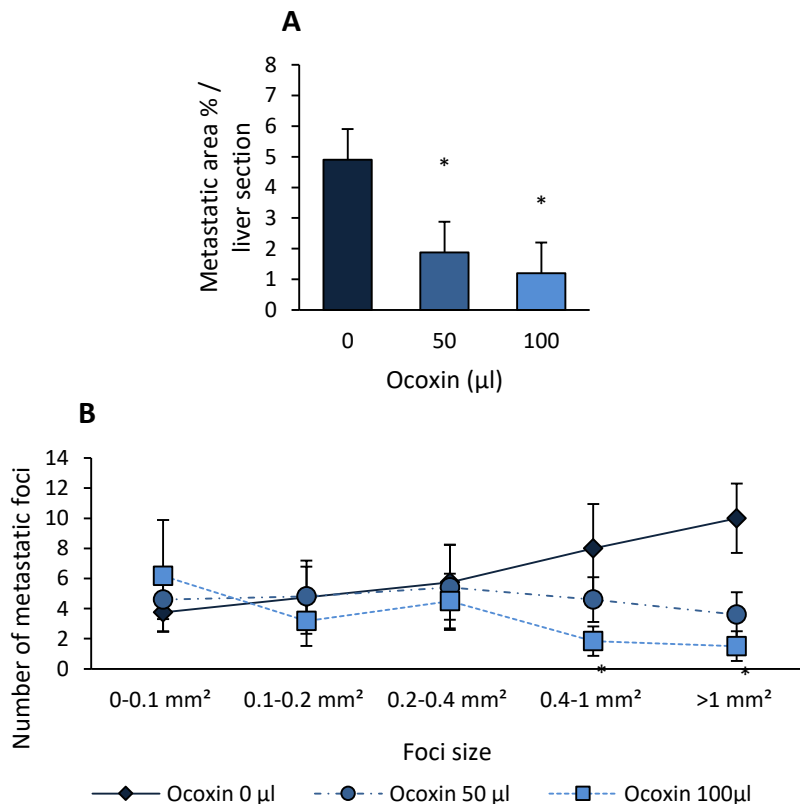 A
Metastatic area % /
liver section
8
7
6
5
4
3
2
1
0
*
*
0 50 100
Ocoxin (µl)
B
Number of metastatic foci
14
12
10
8
6
4
2
0
* *
0-0.1 mm² 0.1-0.2 mm² 0.2-0.4 mm² 0.4-1 mm² >1 mm²
Foci size
Ocoxin 0 µl Ocoxin 50 µl Ocoxin 100µl